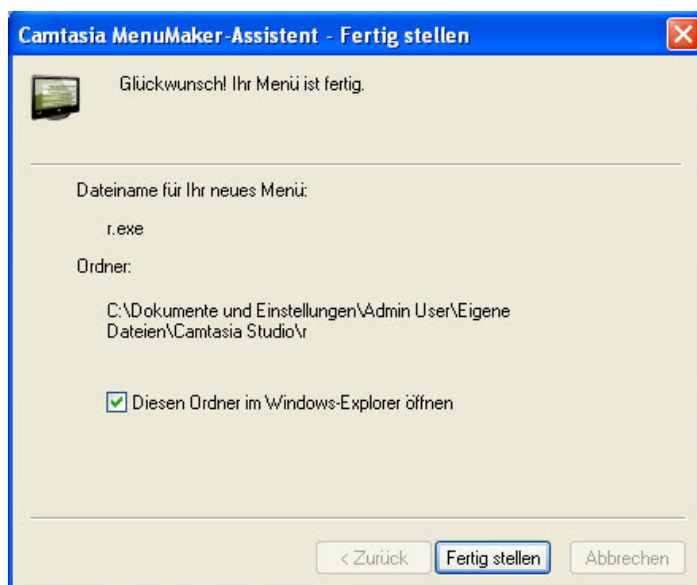 Camtasia MenuMaker-Assistent - Fertig stellen
Glückwunsch! Ihr Menü ist fertig.
Dateiname für Ihr neues Menü:
r.exe
Ordner:
C:\Dokumente und Einstellungen\Admin User\Eigene
Dateien\Camtasia Studio\r
Diesen Ordner im Windows-Explorer öffnen
< Zurück Fertig stellen Abbrechen